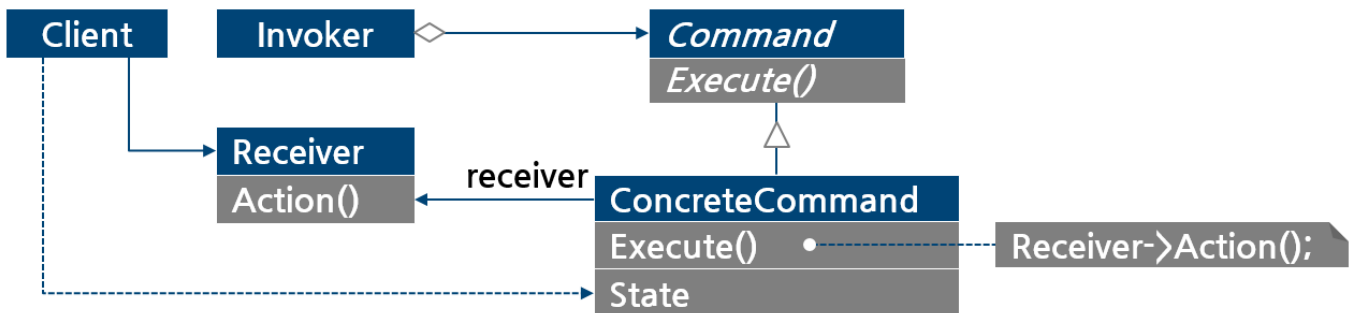 Client
Invoker
Command
Execute()
Receiver
Action()
receiver
ConcreteCommand
Execute()
Receiver->Action();
State